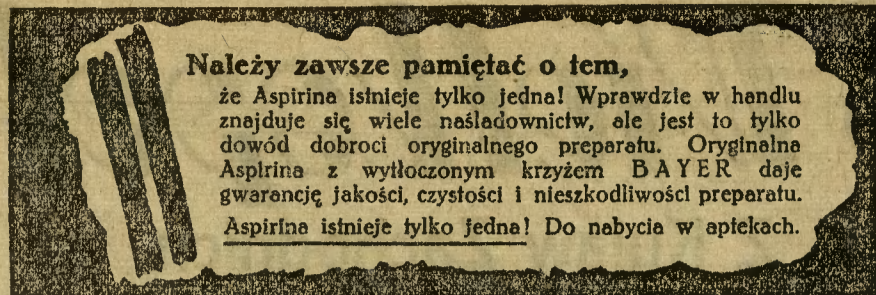 Należy zawsze pamiętać o tem,
że Aspirina istnieje tylko jedna! Wprawdzie w handlu
znajduje się wiele naśladownictw, ale jest to tylko
dowód dobroci oryginalnego preparatu. Oryginalna
Aspirina z wytłoczonym krzyżem BAYER daje
gwarancję jakości, czystości i nieszkodliwości preparatu.
Aspirina istnieje tylko jedna! Do nabycia w aptekach.